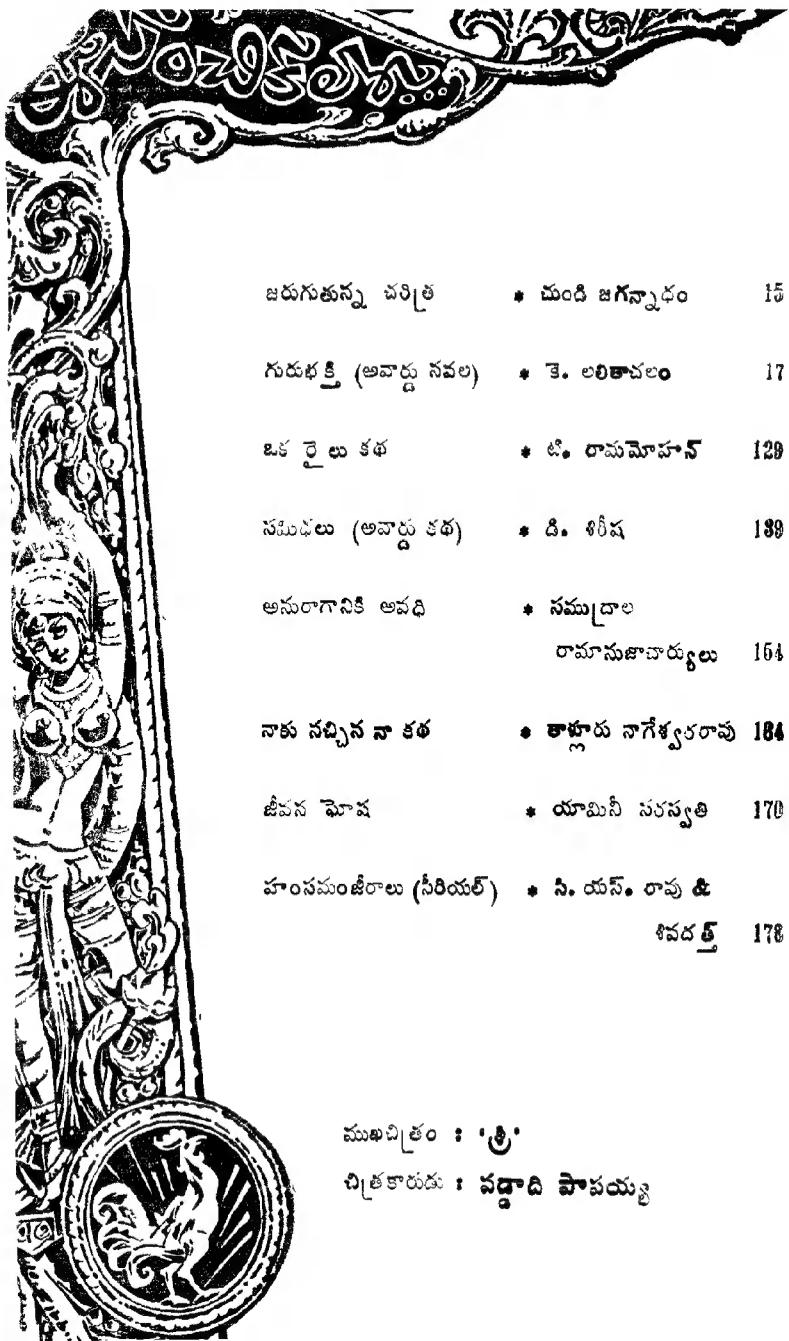 సంచికలో...
జరుగుతున్న చరిత్ర * చుండి జగన్నాధం 15
గురుభక్తి (అవార్డు నవల) * కె. లలితాచలం 17
ఒక రైలు కథ * టి. రామమోహన్ 129
సమిధలు (అవార్డు కథ) * డి. శిరీష 139
అనురాగానికి అవధి * సముద్రాల
రామానుజాచార్యులు 154
నాకు నచ్చిన నా కథ * తాళ్లూరు నాగేశ్వరరావు 164
జీవన ఘోష * యామినీ సరస్వతి 170
హంసమంజీరాలు (సీరియల్) * సి. యస్. రావు &
శివదత్త్ 178
ముఖచిత్రం : 'శ్రీ'
చిత్రకారుడు : వడ్డాది పాపయ్య